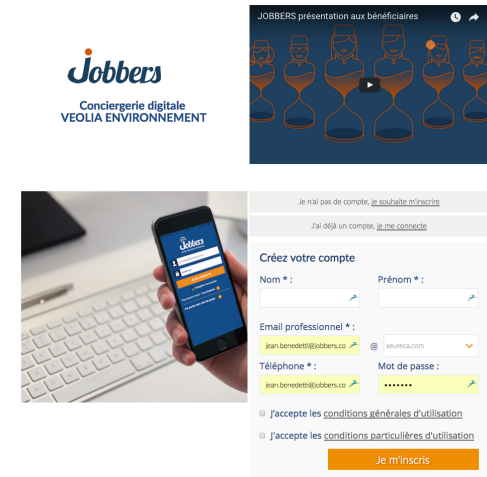 Jobbers
Conciergerie digitale
VEOLIA ENVIRONNEMENT
JOBBERS présentation aux bénéficiaires
Jobbers
Je n'ai pas de compte, je souhaite m'inscrire
J'ai déjà un compte, je me connecte
Créez votre compte
Nom * :
Prénom * :
Email professionnel * :
jean.benedetti@jobbers.co
@
seureca.com
Téléphone * :
Mot de passe :
jean.benedetti@jobbers.co
•••••••
J'accepte les conditions générales d'utilisation
J'accepte les conditions particulières d'utilisation
Je m'inscris